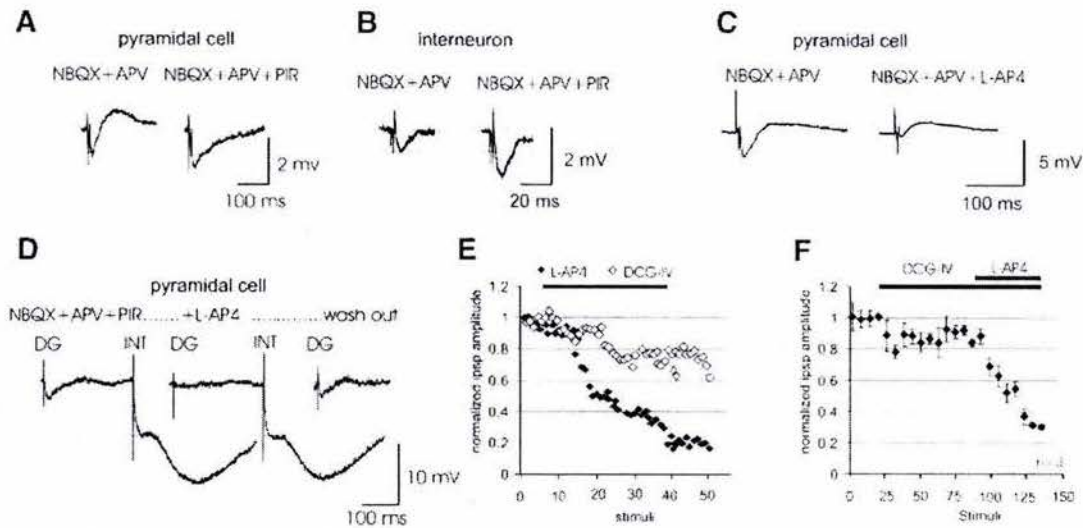 A
pyramidal cell
NBQX+APV NBQX+APV+PIR
2 mV
100 ms
B
interneuron
NBQX+APV NBQX+APV+PIR
2 mV
20 ms
C
pyramidal cell
NBQX+APV NBQX+APV+L-AP4
5 mV
100 ms
D
pyramidal cell
NBQX+APV+PIR.......+L-AP4 ..............wash out
DG INT DG INT DG
10 mV
100 ms
E
L-AP4 DCG-IV
normalized ipsp amplitude
1.2
1
0.8
0.6
0.4
0.2
0
0 10 20 30 40 50
stimuli
F
DCG-IV L-AP4
normalized ipsp amplitude
1.2
1
0.8
0.6
0.4
0.2
0
0 25 50 75 100 125 150
Stimuli